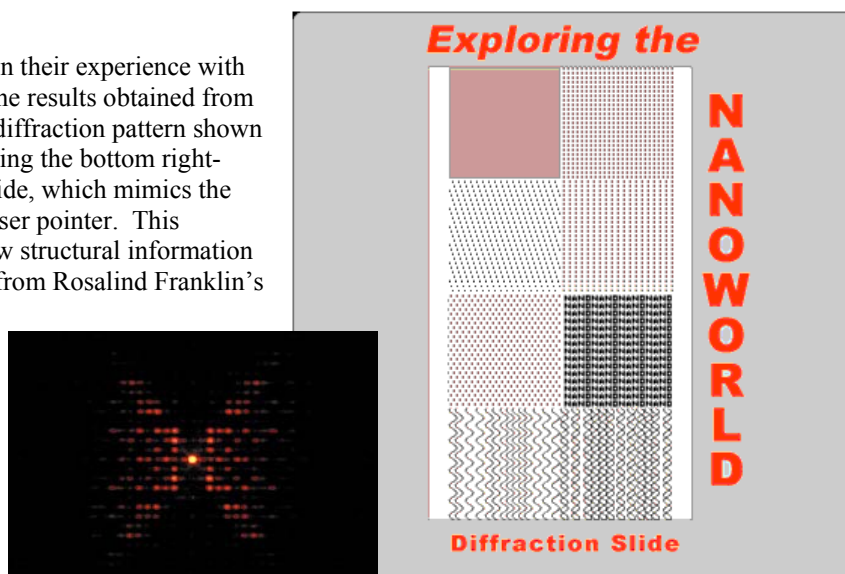 n their experience with
ne results obtained from
diffraction pattern shown
ing the bottom right-
ide, which mimics the
ser pointer. This
w structural information
from Rosalind Franklin's
Exploring the
NANOWORLD
Diffraction Slide